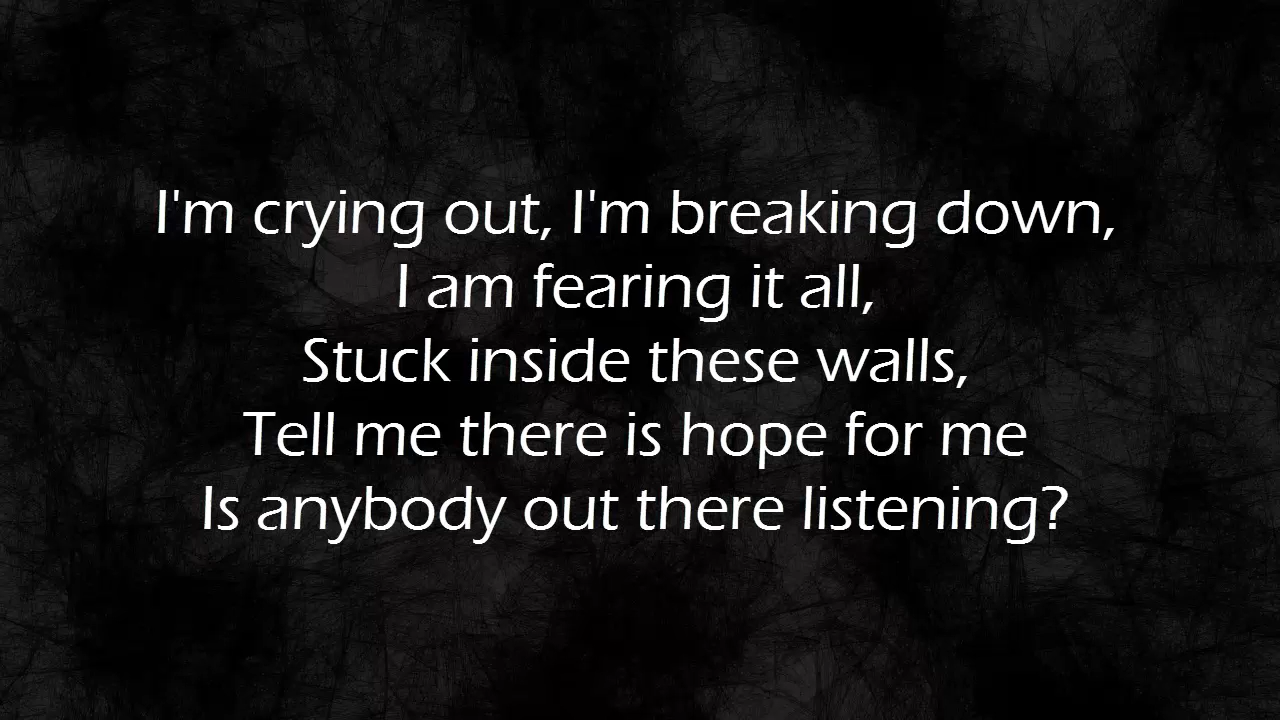 I'm crying out, I'm breaking down,
I am fearing it all,
Stuck inside these walls,
Tell me there is hope for me
Is anybody out there listening?